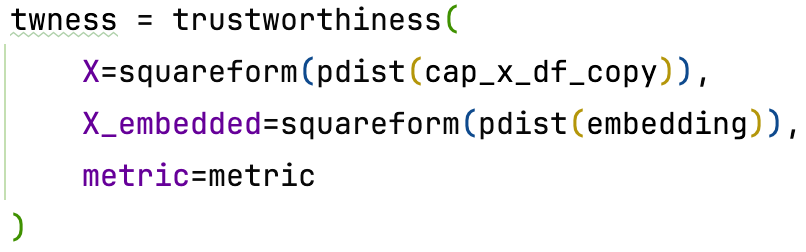 twness = trustworthiness(
    X=squareform(pdist(cap_x_df_copy)),
    X_embedded=squareform(pdist(embedding)),
    metric=metric
)